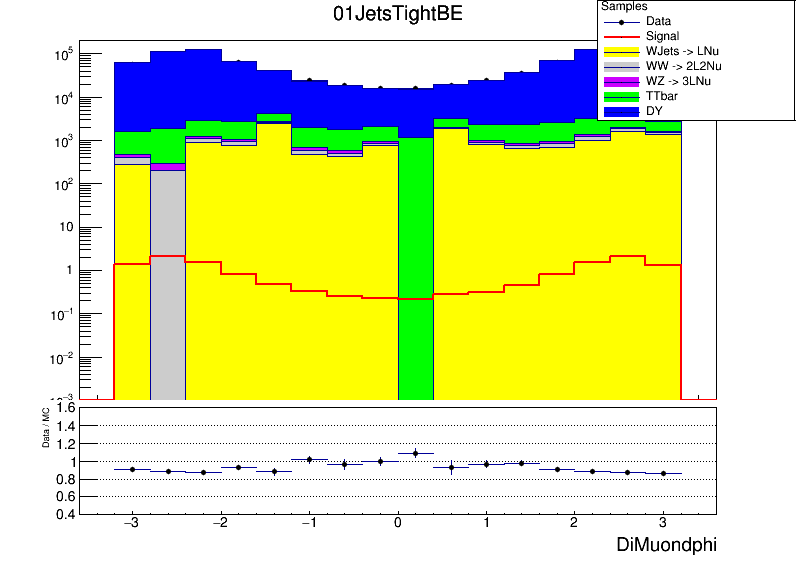 01JetsTightBE
Samples
Data
Signal
WJets -> LNu
WW -> 2L2Nu
WZ -> 3LNu
TTbar
DY
10^5
10^4
10^3
10^2
10
1
10^-1
10^-2
10^-3
Data / MC
1.6
1.4
1.2
1
0.8
0.6
0.4
−3 −2 −1 0 1 2 3
DiMuondphi